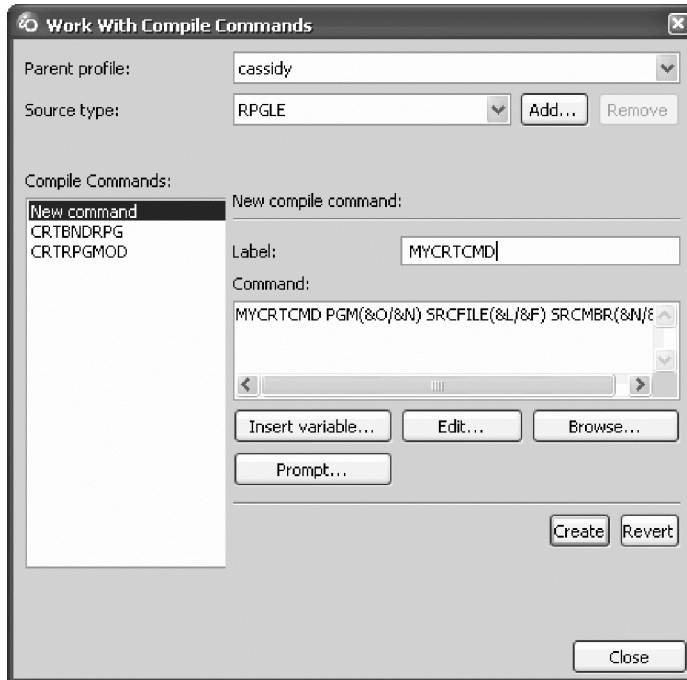 Work With Compile Commands
Parent profile: cassidy
Source type: RPGLE Add... Remove
Compile Commands:
New command
CRTBNDRPG
CRTRPGMOD
New compile command:
Label: MYCRTCMD
Command:
MYCRTCMD PGM(&O/&N) SRCFILE(&L/&F) SRCMBR(&N/&
Insert variable... Edit... Browse...
Prompt...
Create Revert
Close